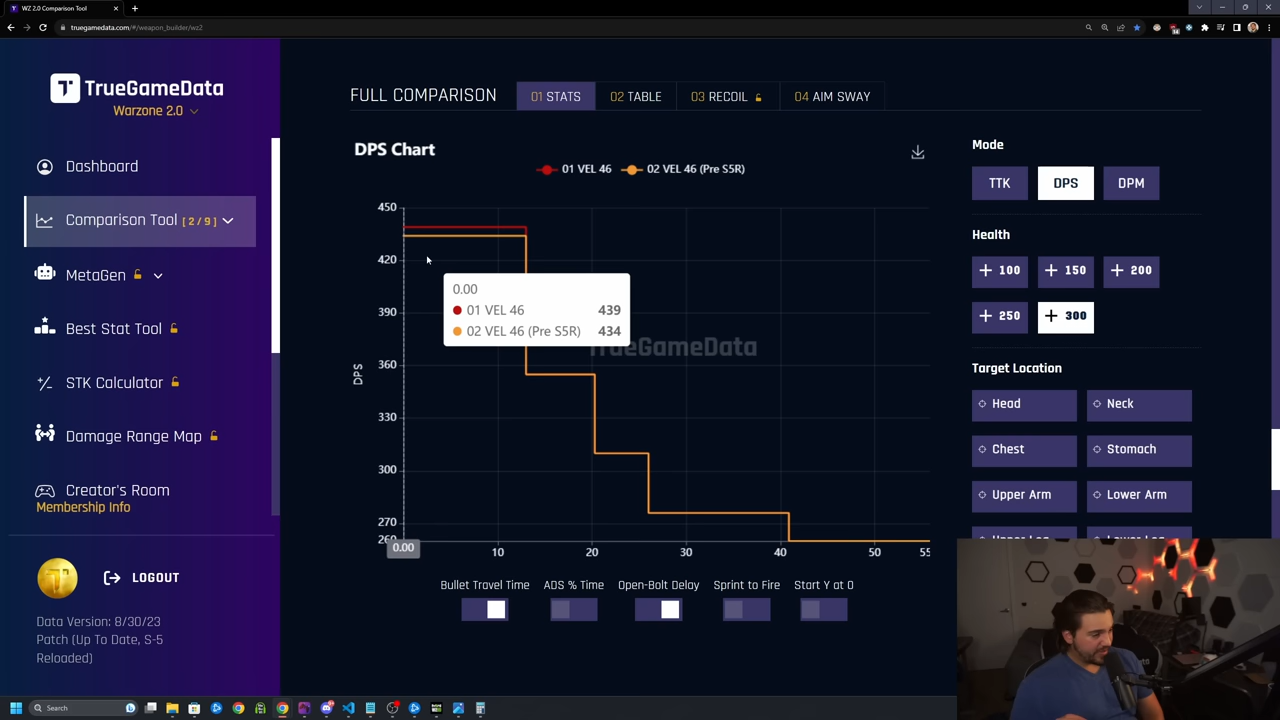 WZ 2.0 Comparison Tool
truegamedata.com/#/weapon_builder/wz2
TrueGameData
Warzone 2.0
Dashboard
Comparison Tool [ 2 / 9 ]
MetaGen
Best Stat Tool
STK Calculator
Damage Range Map
Creator's Room
Membership Info
LOGOUT
Data Version: 8/30/23
Patch (Up To Date, S-5
Reloaded)
FULL COMPARISON
01 STATS
02 TABLE
03 RECOIL
04 AIM SWAY
DPS Chart
01 VEL 46
02 VEL 46 (Pre S5R)
450
420
390
360
330
300
270
260
DPS
0.00
01 VEL 46 439
02 VEL 46 (Pre S5R) 434
TrueGameData
0.00 10 20 30 40 50 55
Bullet Travel Time
ADS % Time
Open-Bolt Delay
Sprint to Fire
Start Y at 0
Mode
TTK DPS DPM
Health
+ 100 + 150 + 200
+ 250 + 300
Target Location
Head Neck
Chest Stomach
Upper Arm Lower Arm
Search